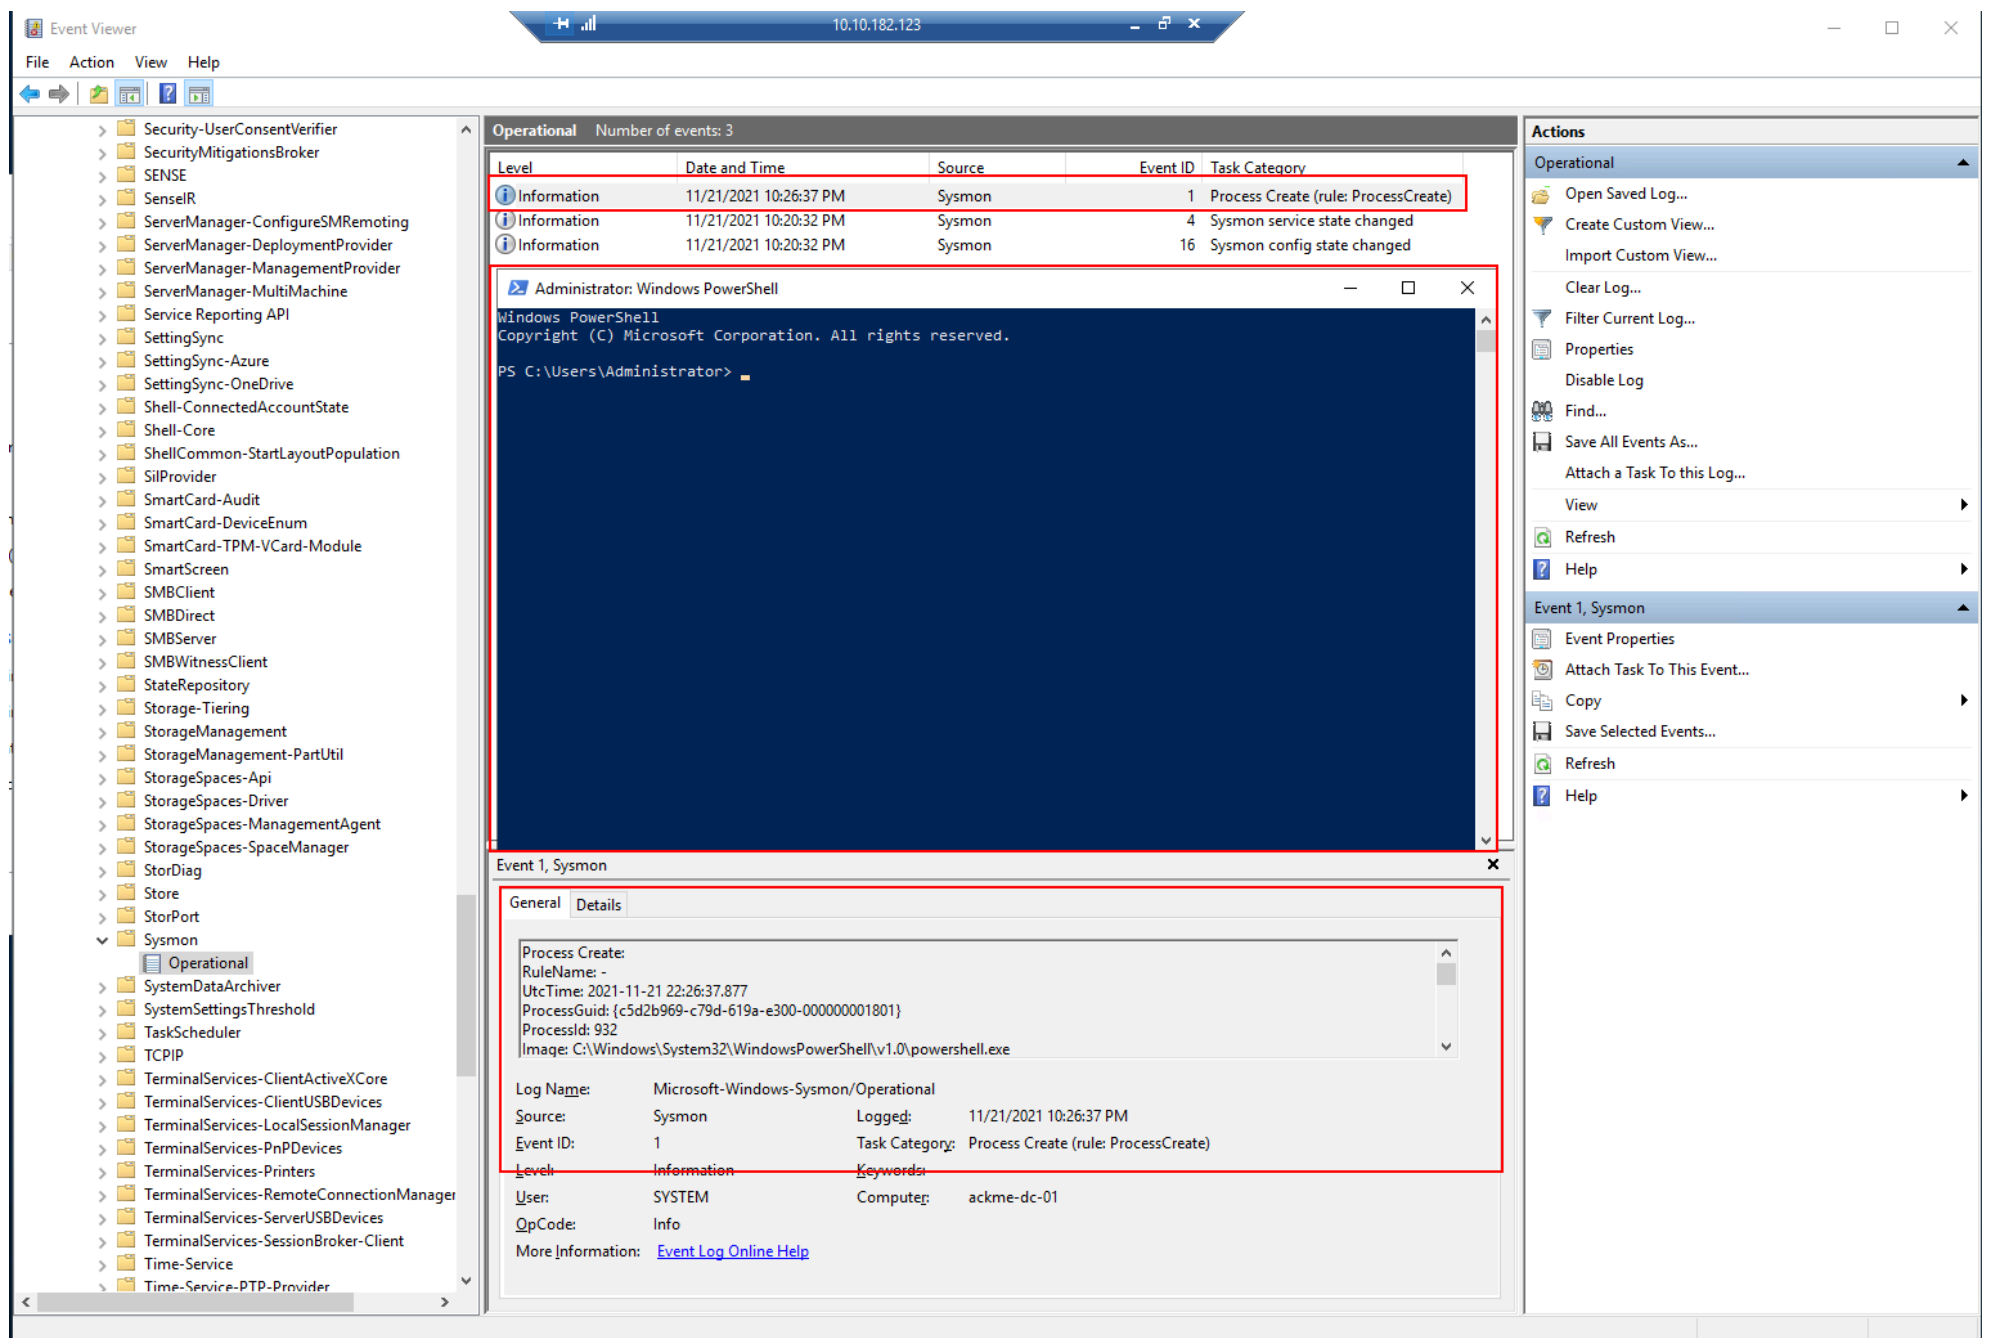 Event Viewer
10.10.182.123
File Action View Help
Security-UserConsentVerifier
SecurityMitigationsBroker
SENSE
SenseIR
ServerManager-ConfigureSMRemoting
ServerManager-DeploymentProvider
ServerManager-ManagementProvider
ServerManager-MultiMachine
Service Reporting API
SettingSync
SettingSync-Azure
SettingSync-OneDrive
Shell-ConnectedAccountState
Shell-Core
ShellCommon-StartLayoutPopulation
SilProvider
SmartCard-Audit
SmartCard-DeviceEnum
SmartCard-TPM-VCard-Module
SmartScreen
SMBClient
SMBDirect
SMBServer
SMBWitnessClient
StateRepository
Storage-Tiering
StorageManagement
StorageManagement-PartUtil
StorageSpaces-Api
StorageSpaces-Driver
StorageSpaces-ManagementAgent
StorageSpaces-SpaceManager
StorDiag
Store
StorPort
Sysmon
Operational
SystemDataArchiver
SystemSettingsThreshold
TaskScheduler
TCPIP
TerminalServices-ClientActiveXCore
TerminalServices-ClientUSBDevices
TerminalServices-LocalSessionManager
TerminalServices-PnPDevices
TerminalServices-Printers
TerminalServices-RemoteConnectionManager
TerminalServices-ServerUSBDevices
TerminalServices-SessionBroker-Client
Time-Service
Time-Service-PTP-Provider
Operational Number of events: 3
Level Date and Time Source Event ID Task Category
Information 11/21/2021 10:26:37 PM Sysmon 1 Process Create (rule: ProcessCreate)
Information 11/21/2021 10:20:32 PM Sysmon 4 Sysmon service state changed
Information 11/21/2021 10:20:32 PM Sysmon 16 Sysmon config state changed
Administrator: Windows PowerShell
Windows PowerShell
Copyright (C) Microsoft Corporation. All rights reserved.
PS C:\Users\Administrator> _
Event 1, Sysmon
General Details
Process Create:
RuleName: -
UtcTime: 2021-11-21 22:26:37.877
ProcessGuid: {c5d2b969-c79d-619a-e300-000000001801}
ProcessId: 932
Image: C:\Windows\System32\WindowsPowerShell\v1.0\powershell.exe
Log Name: Microsoft-Windows-Sysmon/Operational
Source: Sysmon Logged: 11/21/2021 10:26:37 PM
Event ID: 1 Task Category: Process Create (rule: ProcessCreate)
Level: Information Keywords:
User: SYSTEM Computer: ackme-dc-01
OpCode: Info
More Information: Event Log Online Help
Actions
Operational
Open Saved Log...
Create Custom View...
Import Custom View...
Clear Log...
Filter Current Log...
Properties
Disable Log
Find...
Save All Events As...
Attach a Task To this Log...
View
Refresh
Help
Event 1, Sysmon
Event Properties
Attach Task To This Event...
Copy
Save Selected Events...
Refresh
Help